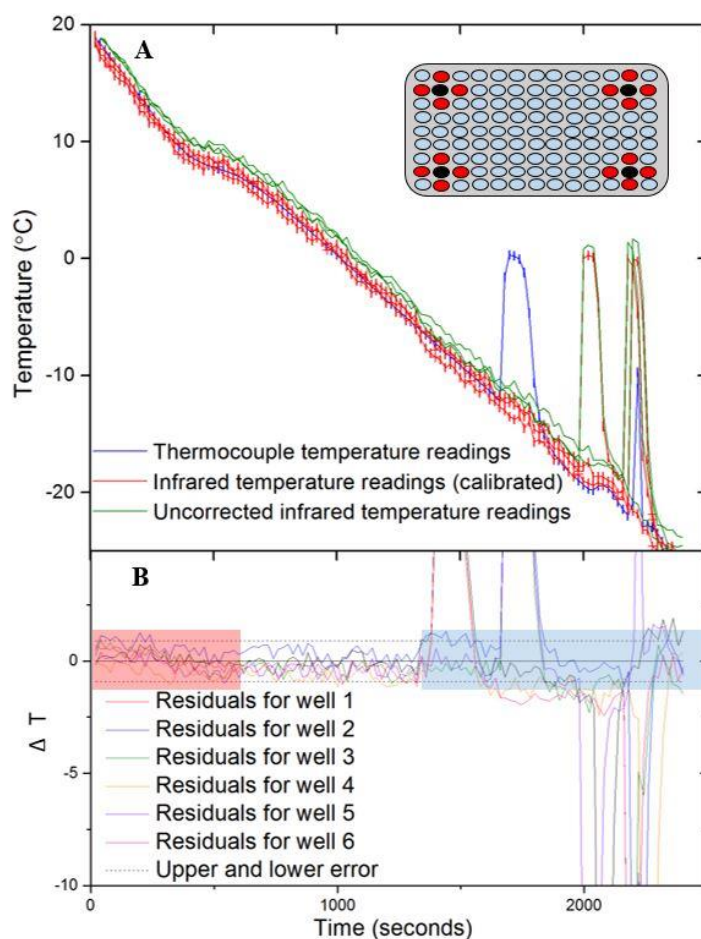 20
A
10
0
-10
-20
Temperature (°C)
Thermocouple temperature readings
Infrared temperature readings (calibrated)
Uncorrected infrared temperature readings
B
0
-5
-10
Δ T
Residuals for well 1
Residuals for well 2
Residuals for well 3
Residuals for well 4
Residuals for well 5
Residuals for well 6
Upper and lower error
0
1000
2000
Time (seconds)